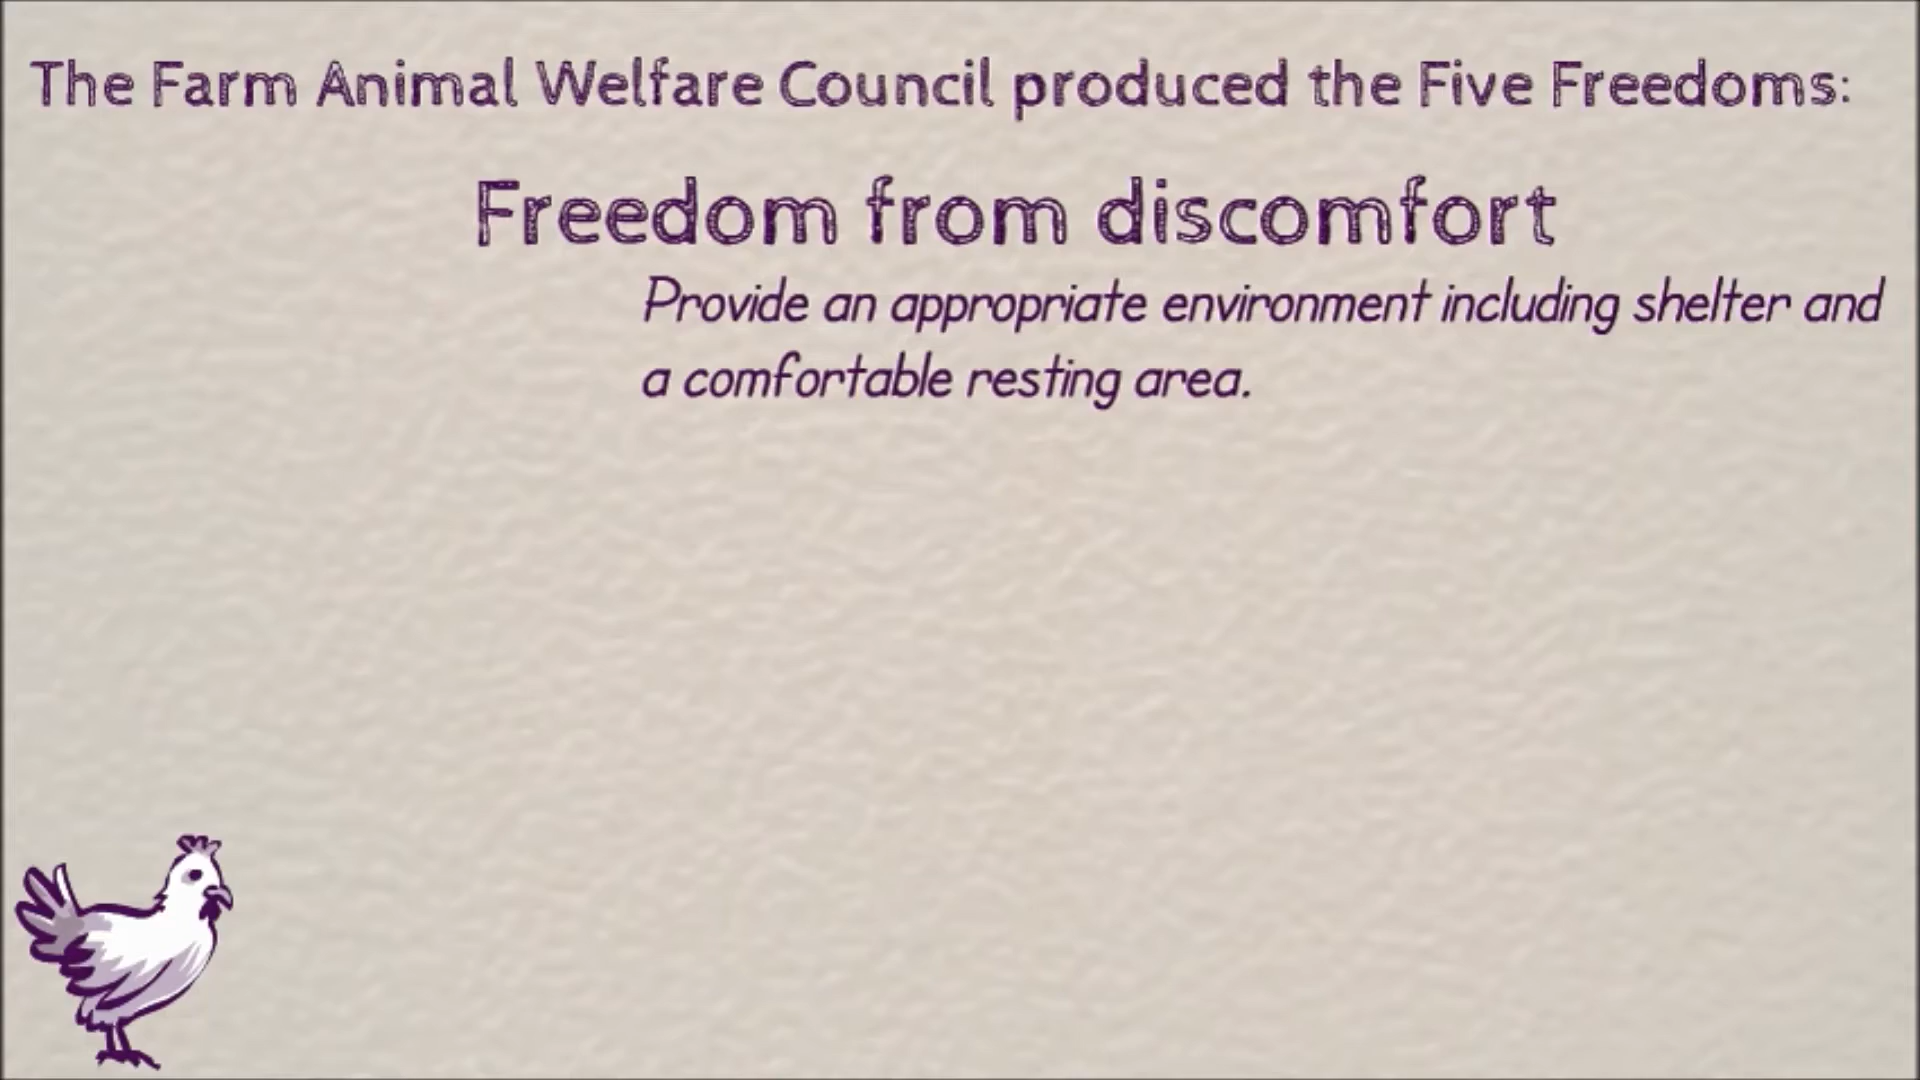 The Farm Animal Welfare Council produced the Five Freedoms:
Freedom from discomfort
Provide an appropriate environment including shelter and
a comfortable resting area.